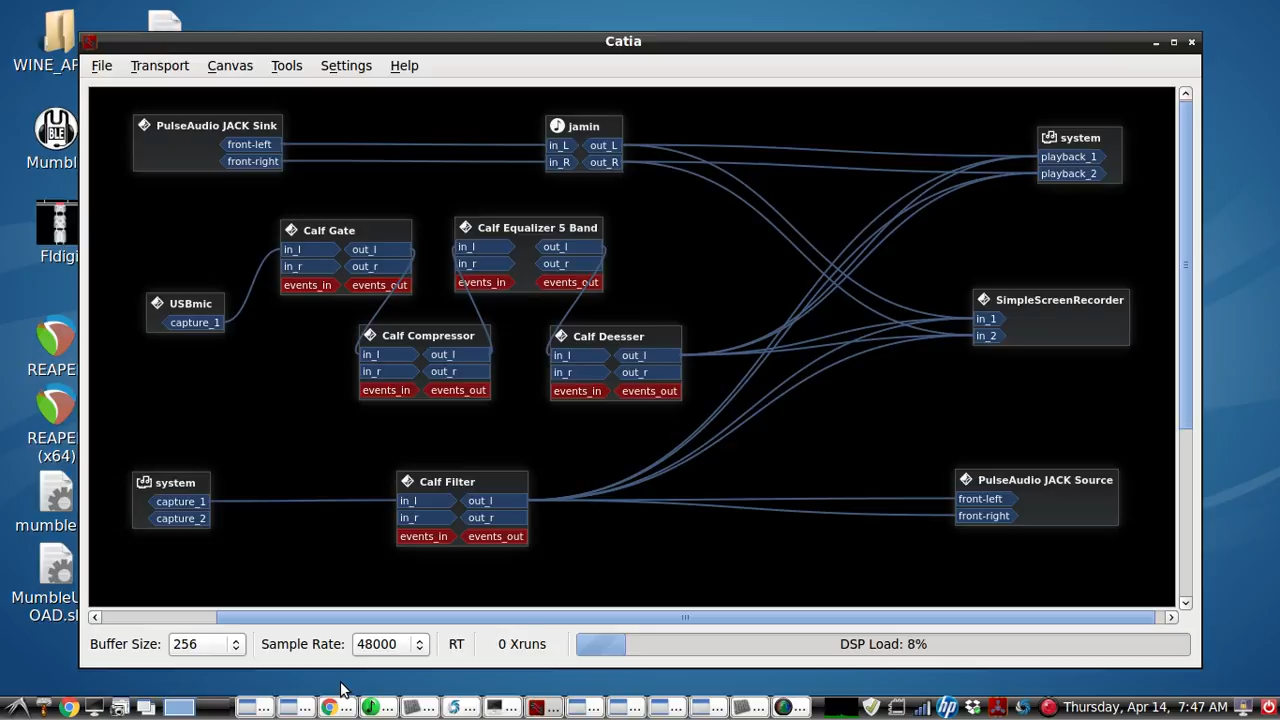 WINE_AP
Mumbl
Fldigi
REAPE
REAPE
(x64)
mumble
MumbleU
OAD.sl
Catia
File Transport Canvas Tools Settings Help
PulseAudio JACK Sink
front-left
front-right
jamin
in_L out_L
in_R out_R
system
playback_1
playback_2
Calf Gate
in_l out_l
in_r out_r
events_in events_out
Calf Equalizer 5 Band
in_l out_l
in_r out_r
events_in events_out
USBmic
capture_1
SimpleScreenRecorder
in_1
in_2
Calf Compressor
in_l out_l
in_r out_r
events_in events_out
Calf Deesser
in_l out_l
in_r out_r
events_in events_out
system
capture_1
capture_2
Calf Filter
in_l out_l
in_r out_r
events_in events_out
PulseAudio JACK Source
front-left
front-right
Buffer Size: 256 Sample Rate: 48000 RT 0 Xruns DSP Load: 8%
Thursday, Apr 14, 7:47 AM